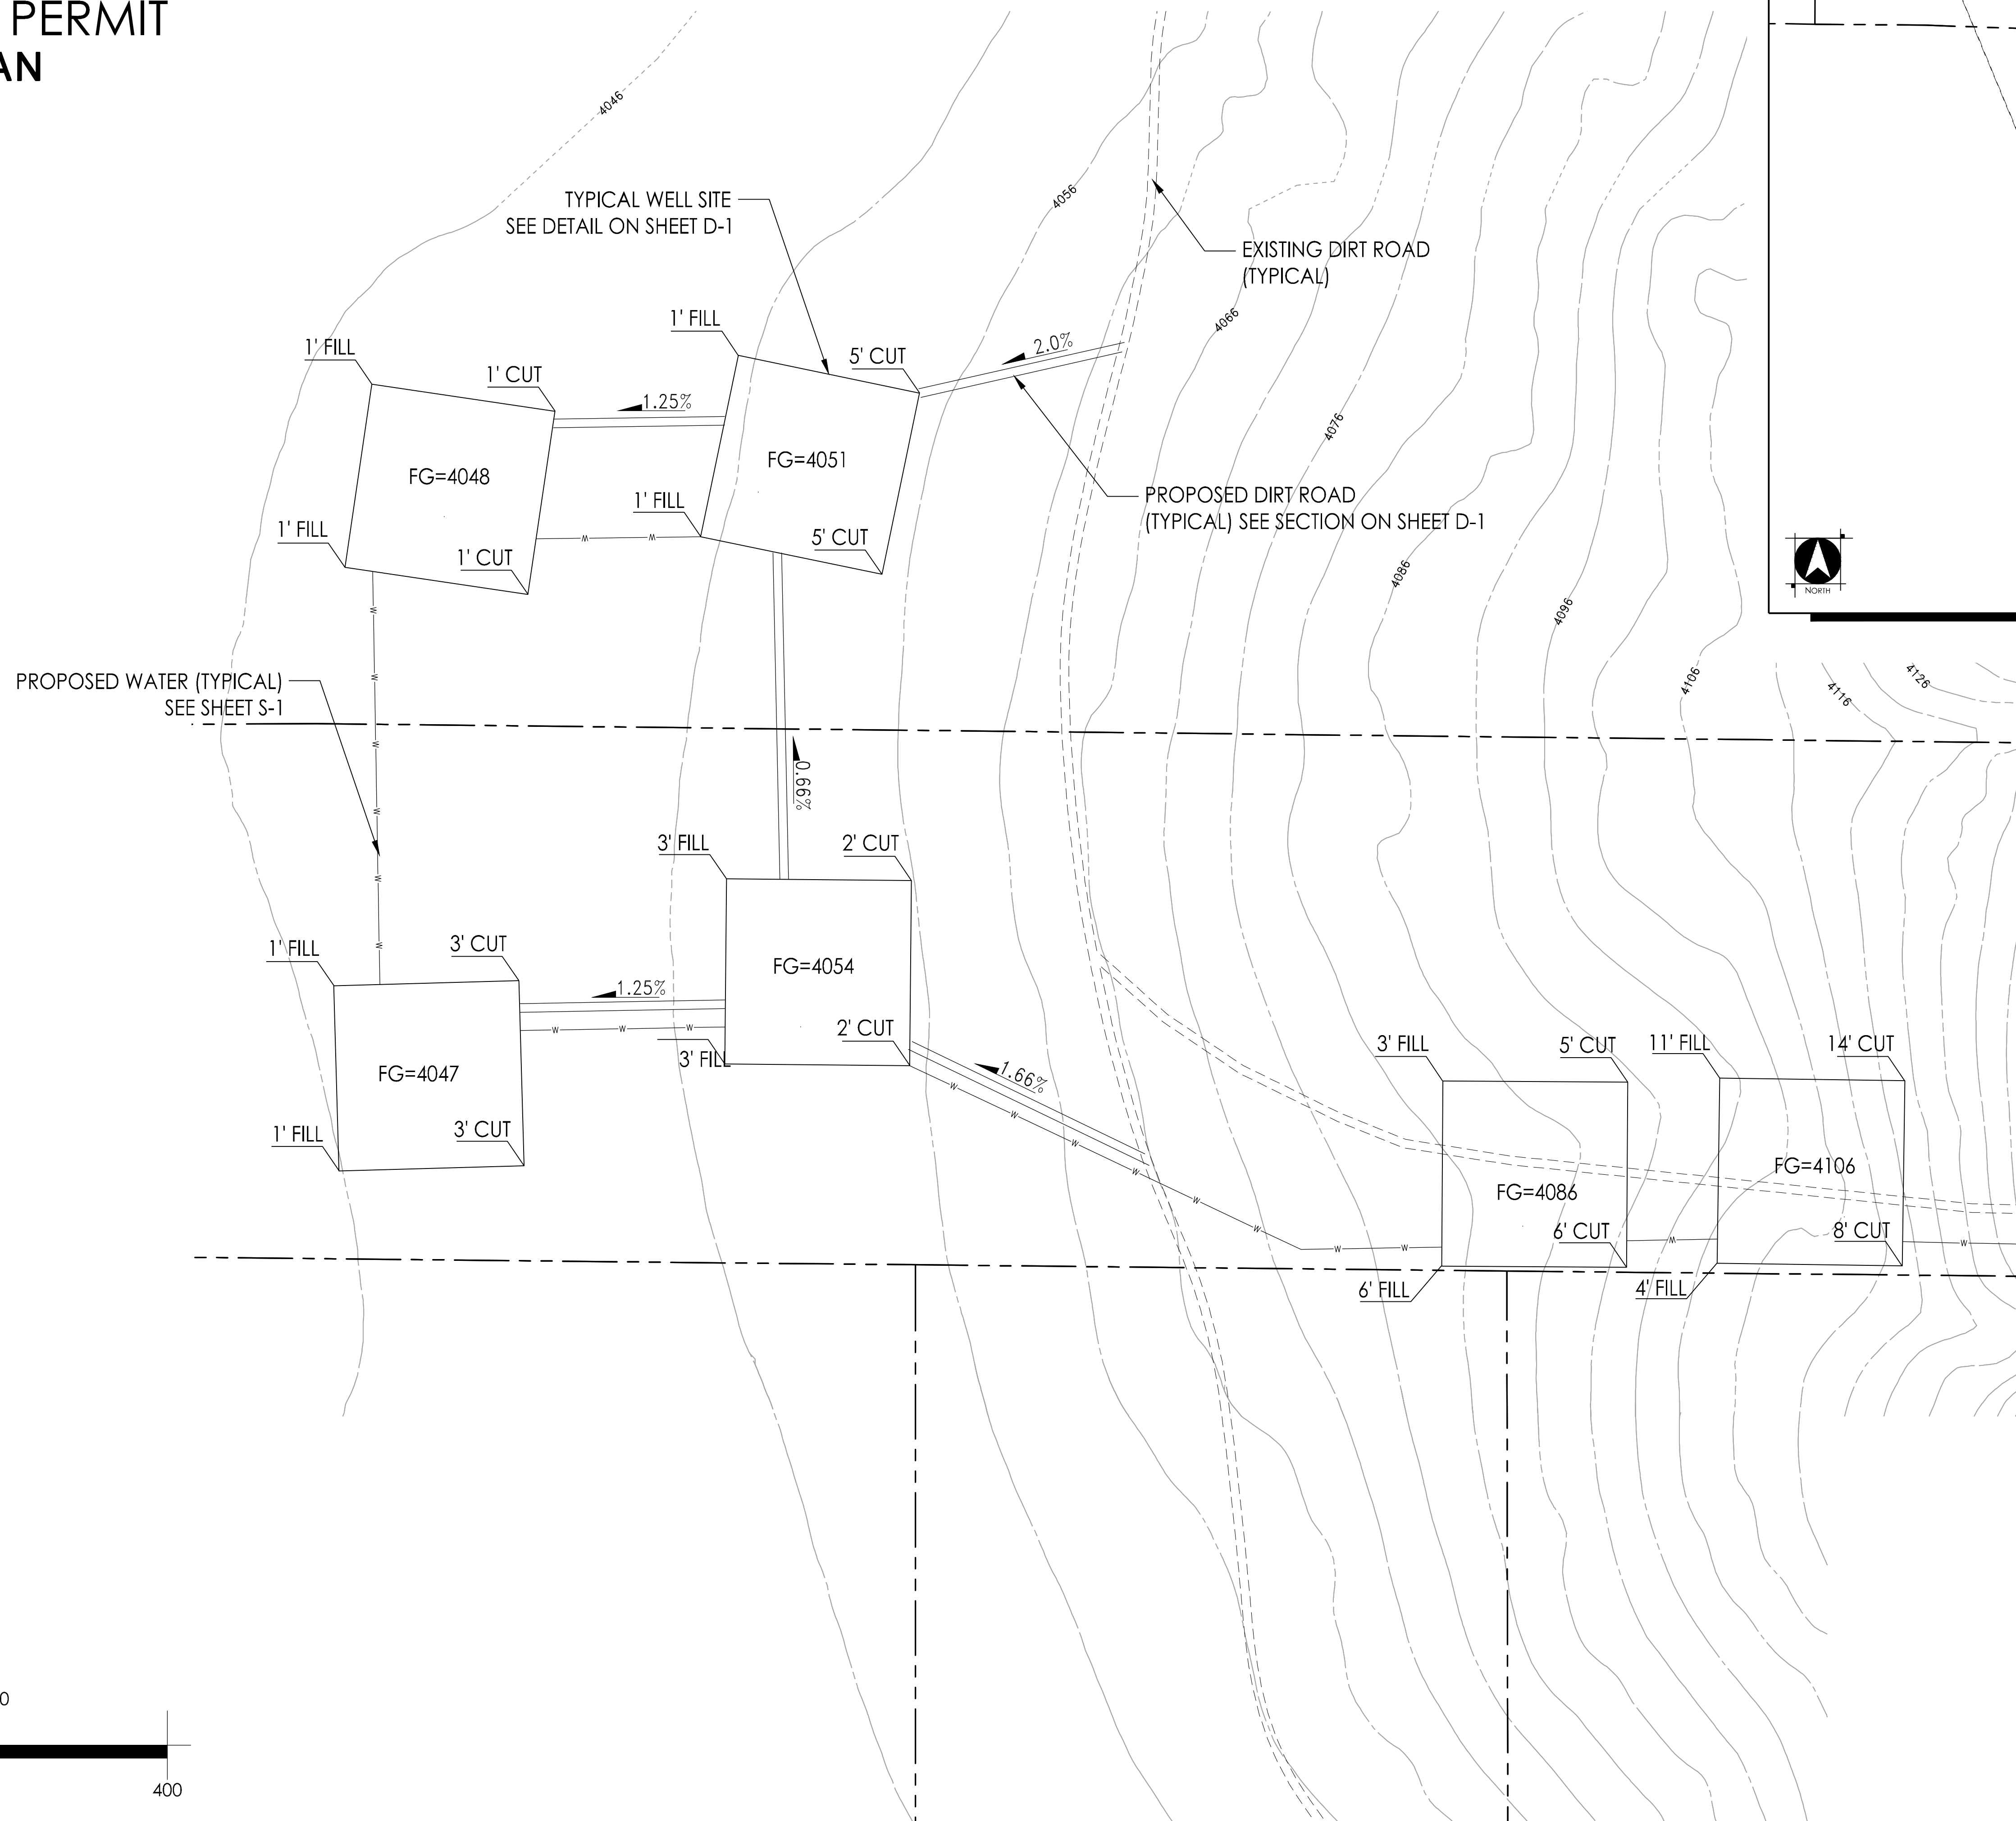 PERMIT
AN
4046
TYPICAL WELL SITE
SEE DETAIL ON SHEET D-1
4056
EXISTING DIRT ROAD
(TYPICAL)
4066
1' FILL
1' FILL
5' CUT
2.0%
1' CUT
1.25%
4076
FG=4048
FG=4051
PROPOSED DIRT ROAD
(TYPICAL) SEE SECTION ON SHEET D-1
1' FILL
1' FILL
5' CUT
1' CUT
W
W
4086
4096
NORTH
W
W
W
W
W
W
PROPOSED WATER (TYPICAL)
SEE SHEET S-1
4106
4116
4126
0.66%
3' FILL
2' CUT
1' FILL
3' CUT
FG=4054
1.25%
W
W
W
2' CUT
3' FILL
FG=4047
1.66%
3' FILL
5' CUT
11' FILL
14' CUT
1' FILL
3' CUT
W
W
W
W
W
W
FG=4106
FG=4086
6' CUT
8' CUT
W
W
W
W
6' FILL
4' FILL
0
400